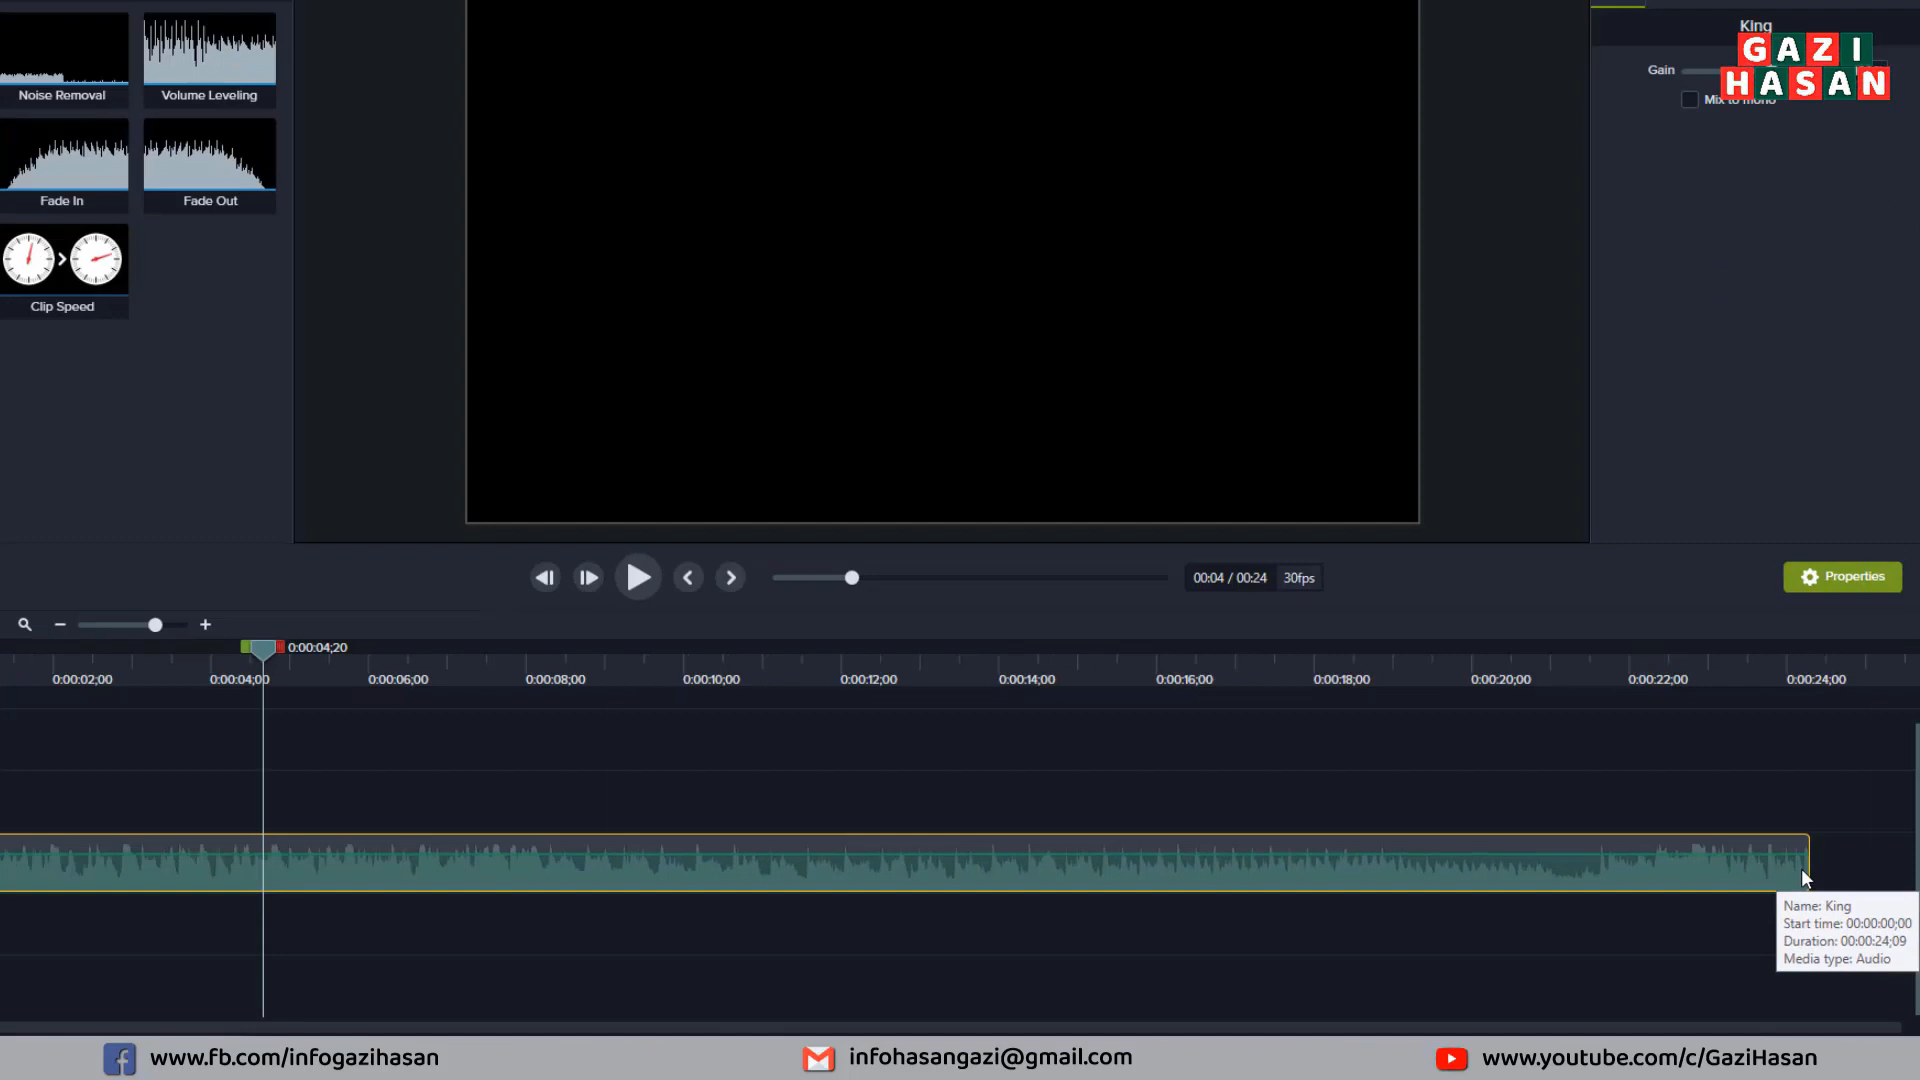 King
GAZI
HASAN
Gain
Mix to mono
Noise Removal
Volume Leveling
Fade In
Fade Out
Clip Speed
00:04 / 00:24
30fps
Properties
0:00:04;20
0:00:02;00
0:00:04;00
0:00:06;00
0:00:08;00
0:00:10;00
0:00:12;00
0:00:14;00
0:00:16;00
0:00:18;00
0:00:20;00
0:00:22;00
0:00:24;00
Name: King
Start time: 00:00:00;00
Duration: 00:00:24;09
Media type: Audio
www.fb.com/infogazihasan
infohasangazi@gmail.com
www.youtube.com/c/GaziHasan